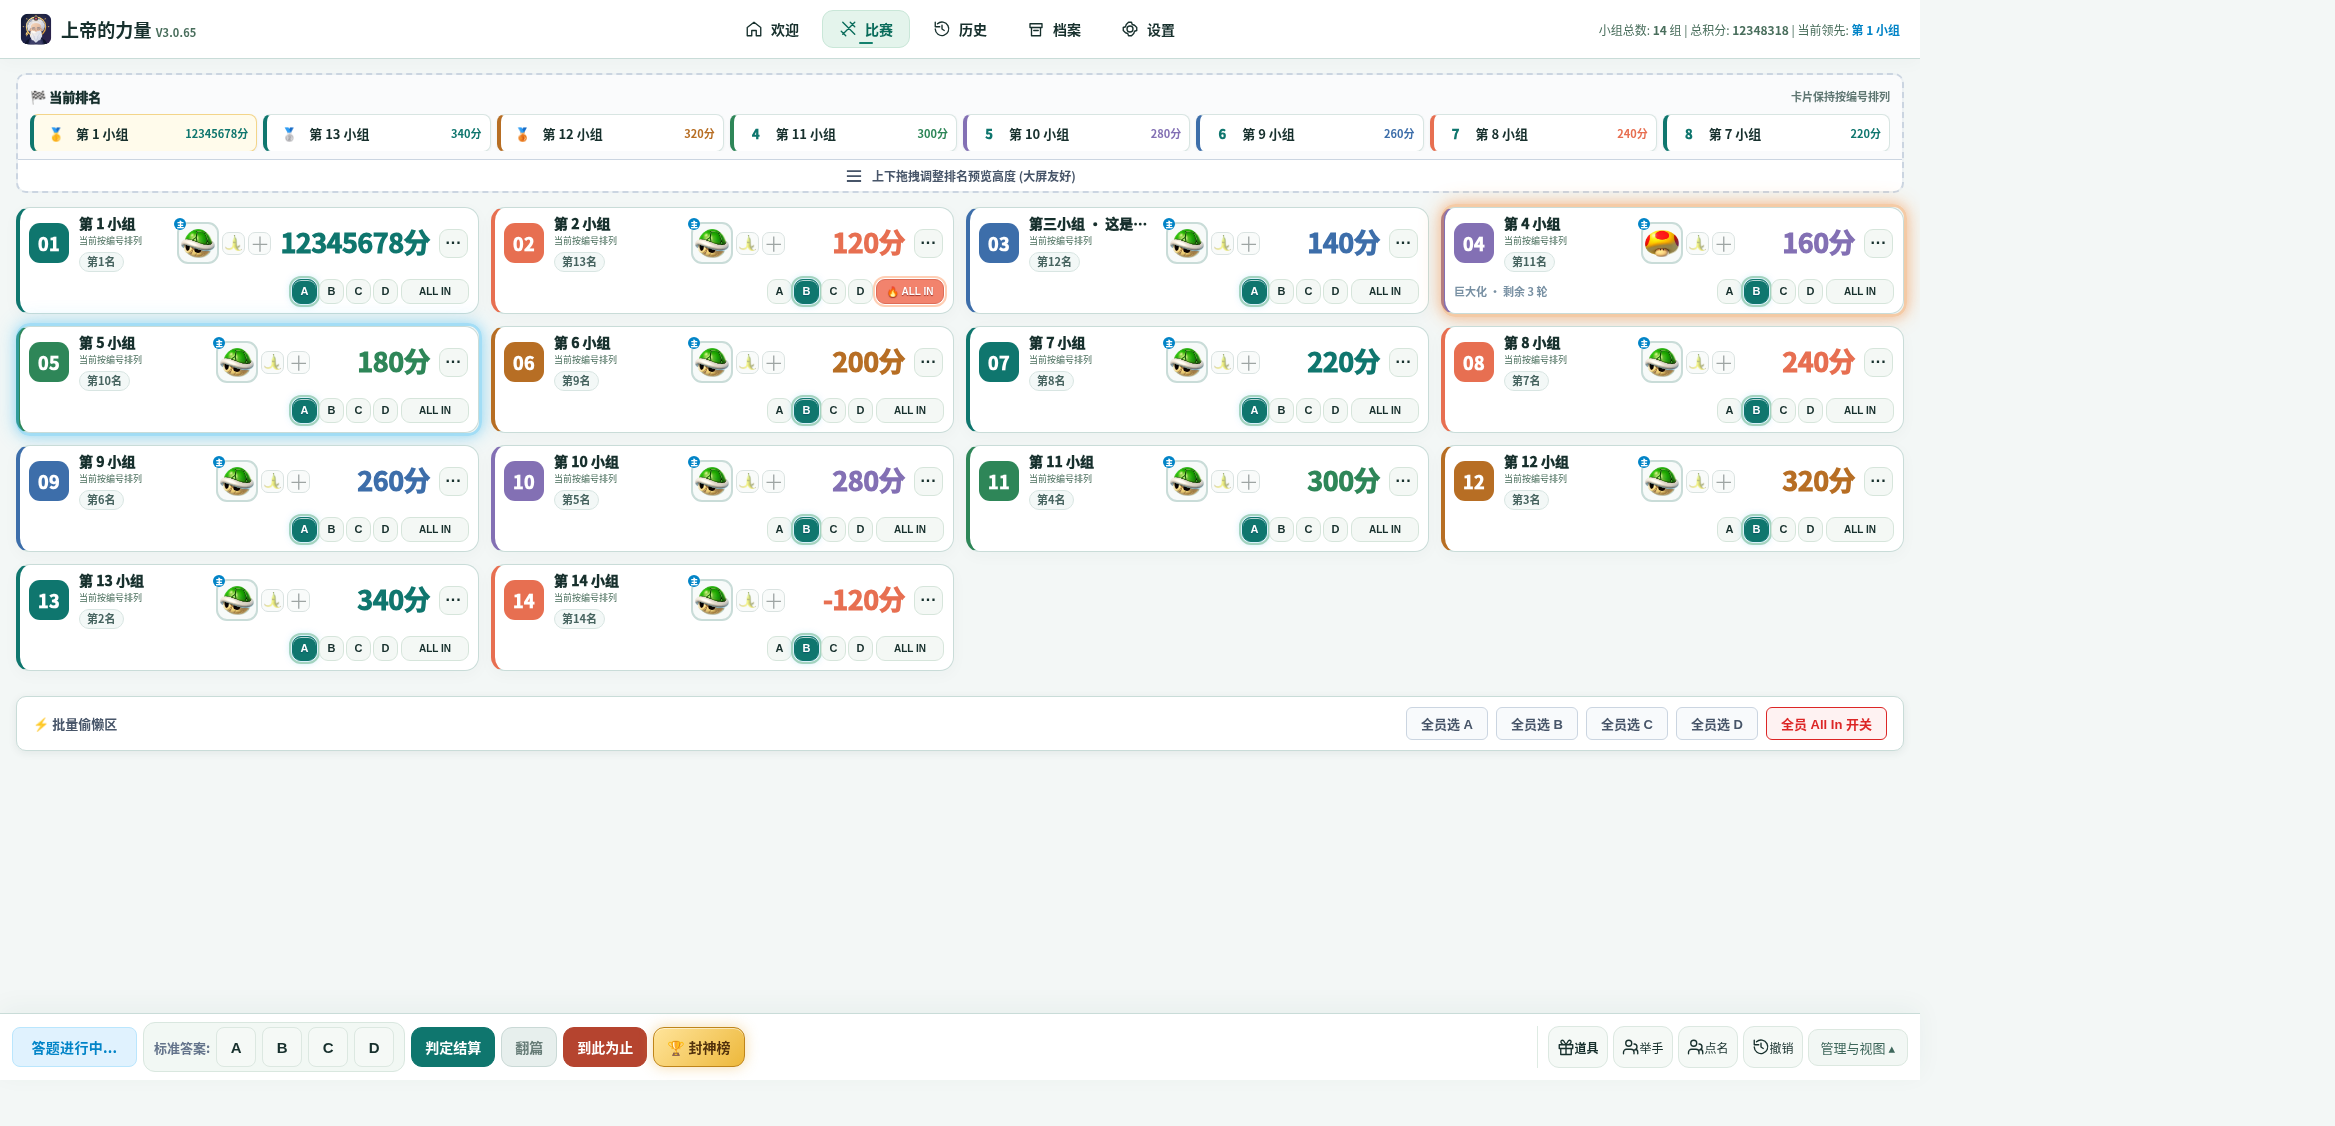 上帝的力量 V3.0.65
欢迎 比赛 历史 档案 设置
小组总数: 14 组 | 总积分: 12348318 | 当前领先: 第 1 小组
当前排名
卡片保持按编号排列
第 1 小组 12345678分
第 13 小组 340分
第 12 小组 320分
4 第 11 小组 300分
5 第 10 小组 280分
6 第 9 小组 260分
7 第 8 小组 240分
8 第 7 小组 220分
上下拖拽调整排名预览高度 (大屏友好)
01 第 1 小组 当前按编号排列 第1名 主 12345678分 ···
A B C D ALL IN
02 第 2 小组 当前按编号排列 第13名 主 120分 ···
A B C D ALL IN
03 第三小组 · 这是··· 当前按编号排列 第12名 主 140分 ···
A B C D ALL IN
04 第 4 小组 当前按编号排列 第11名 主 160分 ···
巨大化 · 剩余 3 轮 A B C D ALL IN
05 第 5 小组 当前按编号排列 第10名 主 180分 ···
A B C D ALL IN
06 第 6 小组 当前按编号排列 第9名 主 200分 ···
A B C D ALL IN
07 第 7 小组 当前按编号排列 第8名 主 220分 ···
A B C D ALL IN
08 第 8 小组 当前按编号排列 第7名 主 240分 ···
A B C D ALL IN
09 第 9 小组 当前按编号排列 第6名 主 260分 ···
A B C D ALL IN
10 第 10 小组 当前按编号排列 第5名 主 280分 ···
A B C D ALL IN
11 第 11 小组 当前按编号排列 第4名 主 300分 ···
A B C D ALL IN
12 第 12 小组 当前按编号排列 第3名 主 320分 ···
A B C D ALL IN
13 第 13 小组 当前按编号排列 第2名 主 340分 ···
A B C D ALL IN
14 第 14 小组 当前按编号排列 第14名 主 -120分 ···
A B C D ALL IN
批量偷懒区
全员选 A 全员选 B 全员选 C 全员选 D 全员 All In 开关
答题进行中... 标准答案: A B C D 判定结算 翻篇 到此为止 封神榜
道具 举手 点名 撤销 管理与视图 ▴